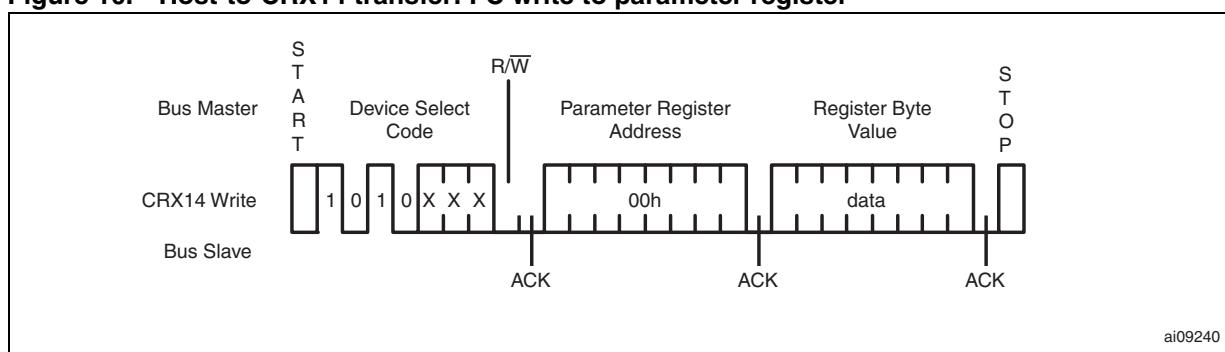 Figure 10. Host-to-CRX14 transfer: I²C write to parameter register
S
T
A
R
T
Bus Master
Device Select
Code
R/W
Parameter Register
Address
Register Byte
Value
S
T
O
P
CRX14 Write
1 0 1 0 X X X
00h
data
Bus Slave
ACK
ACK
ACK
ai09240